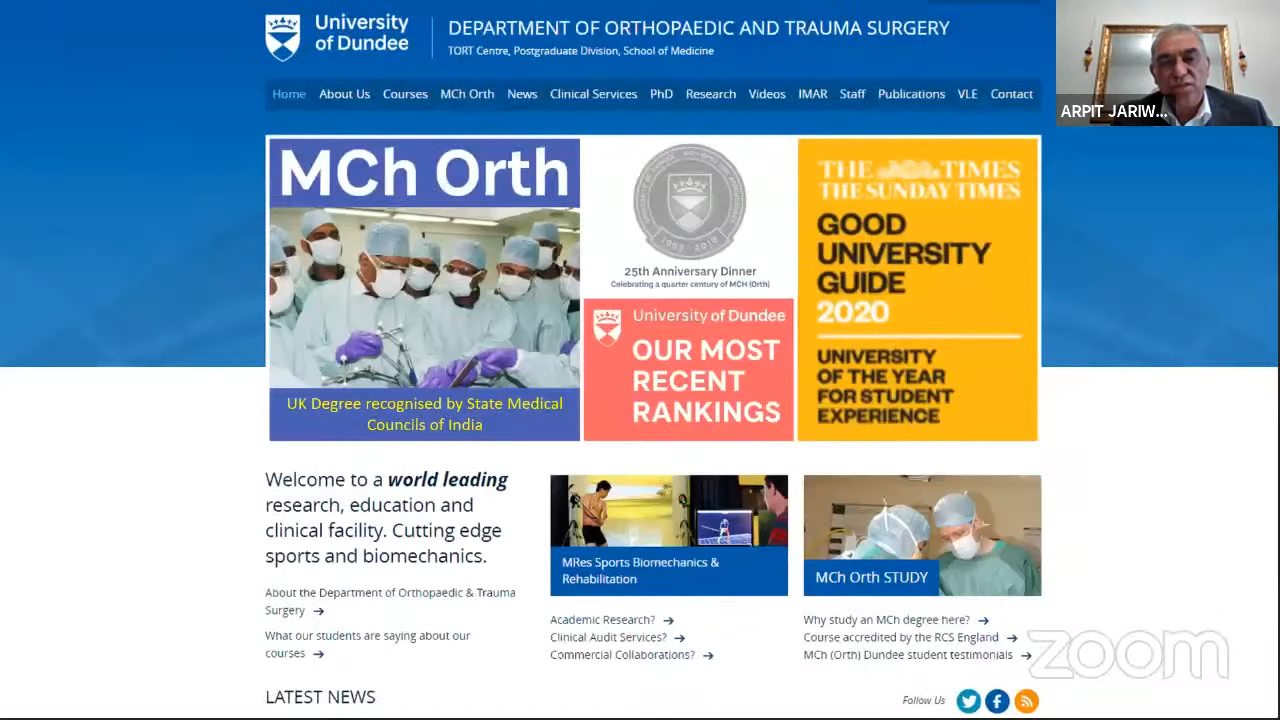 University
of Dundee
DEPARTMENT OF ORTHOPAEDIC AND TRAUMA SURGERY
TORT Centre, Postgraduate Division, School of Medicine
ARPIT JARIW...
Home About Us Courses MCh Orth News Clinical Services PhD Research Videos IMAR Staff Publications VLE Contact
MCh Orth
UK Degree recognised by State Medical
Councils of India
25th Anniversary Dinner
Celebrating a quarter century of MCH (Orth)
University of Dundee
OUR MOST
RECENT
RANKINGS
THE TIMES
THE SUNDAY TIMES
GOOD
UNIVERSITY
GUIDE
2020
UNIVERSITY
OF THE YEAR
FOR STUDENT
EXPERIENCE
Welcome to a world leading
research, education and
clinical facility. Cutting edge
sports and biomechanics.
About the Department of Orthopaedic & Trauma
Surgery →
What our students are saying about our
courses →
MRes Sports Biomechanics &
Rehabilitation
Academic Research? →
Clinical Audit Services? →
Commercial Collaborations? →
MCh Orth STUDY
Why study an MCh degree here? →
Course accredited by the RCS England →
MCh (Orth) Dundee student testimonials →
zoom
LATEST NEWS
Follow Us